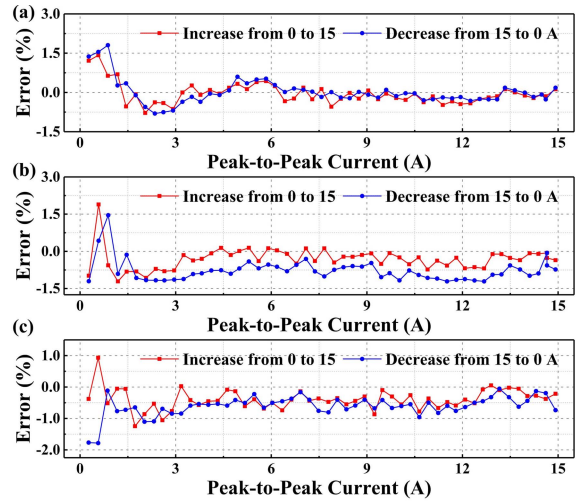 (a)
3.0
Increase from 0 to 15 Decrease from 15 to 0 A
1.5
0.0
-1.5
Error (%)
0 3 6 9 12 15
Peak-to-Peak Current (A)
(b)
3.0
Increase from 0 to 15 Decrease from 15 to 0 A
1.5
0.0
-1.5
Error (%)
0 3 6 9 12 15
Peak-to-Peak Current (A)
(c)
1.0
Increase from 0 to 15 Decrease from 15 to 0 A
0.0
-1.0
-2.0
Error (%)
0 3 6 9 12 15
Peak-to-Peak Current (A)